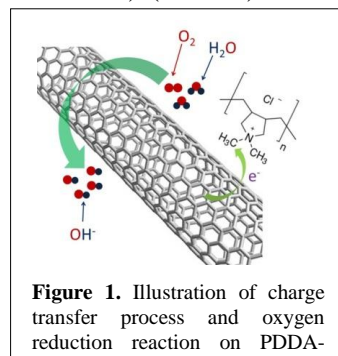 O₂
H₂O
Cl⁻
N⁺
H₃C
CH₃
n
e⁻
OH⁻
Figure 1. Illustration of charge
transfer process and oxygen
reduction reaction on PDDA-